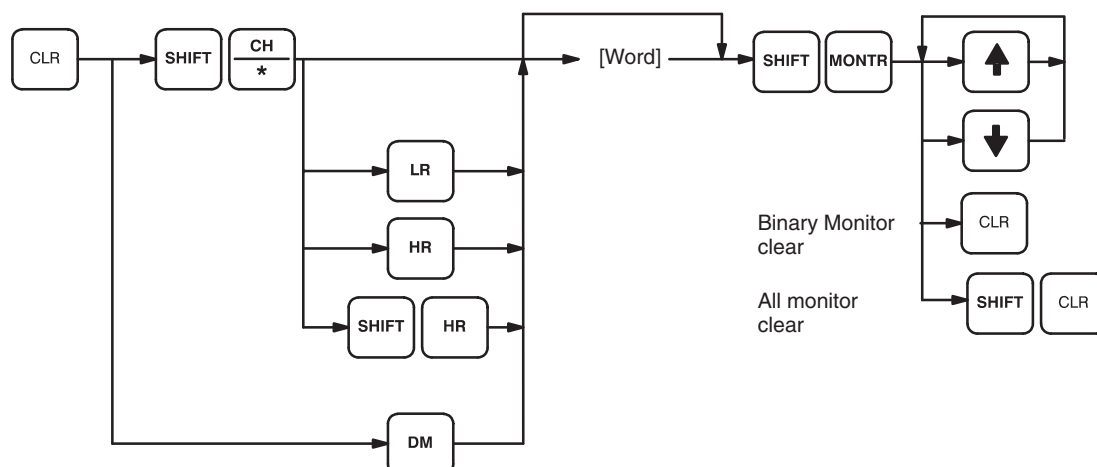 CLR
SHIFT
CH
*
[Word]
SHIFT
MONTR
LR
HR
SHIFT
HR
DM
Binary Monitor
clear
CLR
All monitor
clear
SHIFT
CLR